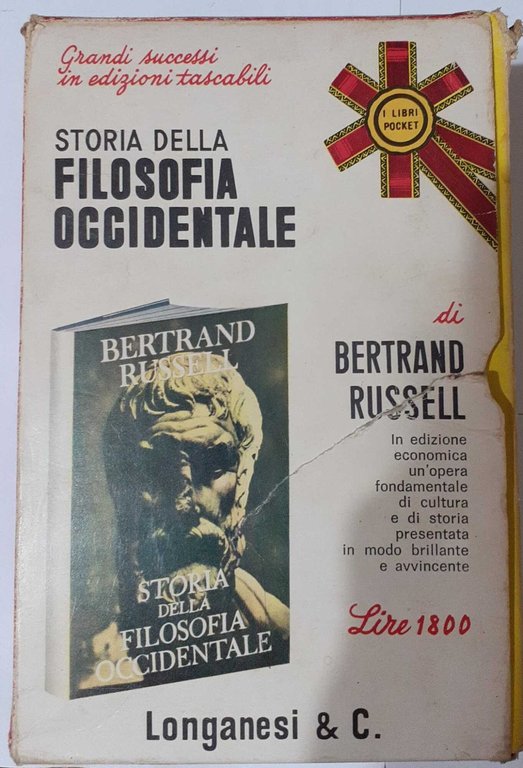 Grandi successi
in edizioni tascabili
I LIBRI
POCKET
STORIA DELLA
FILOSOFIA
OCCIDENTALE
di
BERTRAND
RUSSELL
In edizione
economica
un'opera
fondamentale
di cultura
e di storia
presentata
in modo brillante
e avvincente
Lire 1800
BERTRAND
RUSSELL
STORIA
DELLA
FILOSOFIA
OCCIDENTALE
Longanesi & C.